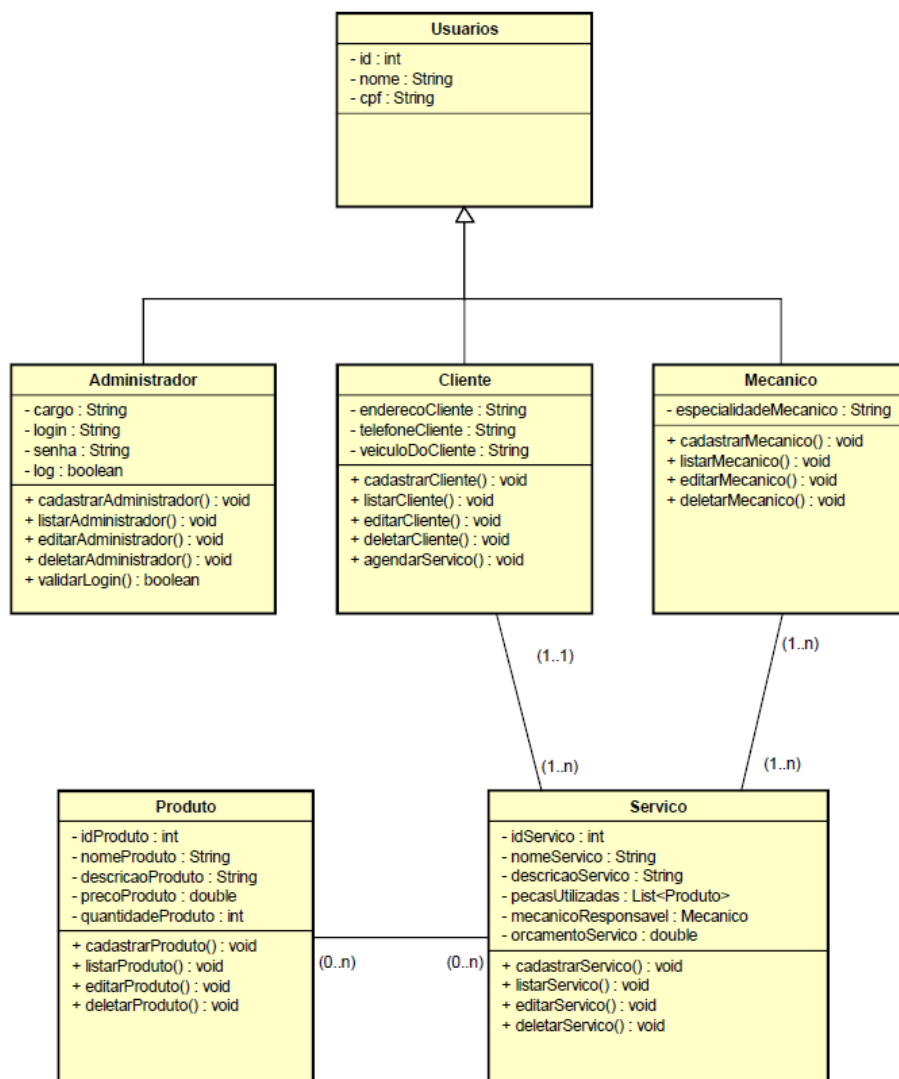 Usuarios
- id : int
- nome : String
- cpf : String
Administrador
- cargo : String
- login : String
- senha : String
- log : boolean
+ cadastrarAdministrador() : void
+ listarAdministrador() : void
+ editarAdministrador() : void
+ deletarAdministrador() : void
+ validarLogin() : boolean
Cliente
- enderecoCliente : String
- telefoneCliente : String
- veiculoDoCliente : String
+ cadastrarCliente() : void
+ listarCliente() : void
+ editarCliente() : void
+ deletarCliente() : void
+ agendarServico() : void
Mecanico
- especialidadeMecanico : String
+ cadastrarMecanico() : void
+ listarMecanico() : void
+ editarMecanico() : void
+ deletarMecanico() : void
(1..1)
(1..n)
(1..n)
(1..n)
Produto
- idProduto : int
- nomeProduto : String
- descricaoProduto : String
- precoProduto : double
- quantidadeProduto : int
+ cadastrarProduto() : void
+ listarProduto() : void
+ editarProduto() : void
+ deletarProduto() : void
(0..n)
(0..n)
Servico
- idServico : int
- nomeServico : String
- descricaoServico : String
- pecasUtilizadas : List<Produto>
- mecanicoResponsavel : Mecanico
- orcamentoServico : double
+ cadastrarServico() : void
+ listarServico() : void
+ editarServico() : void
+ deletarServico() : void